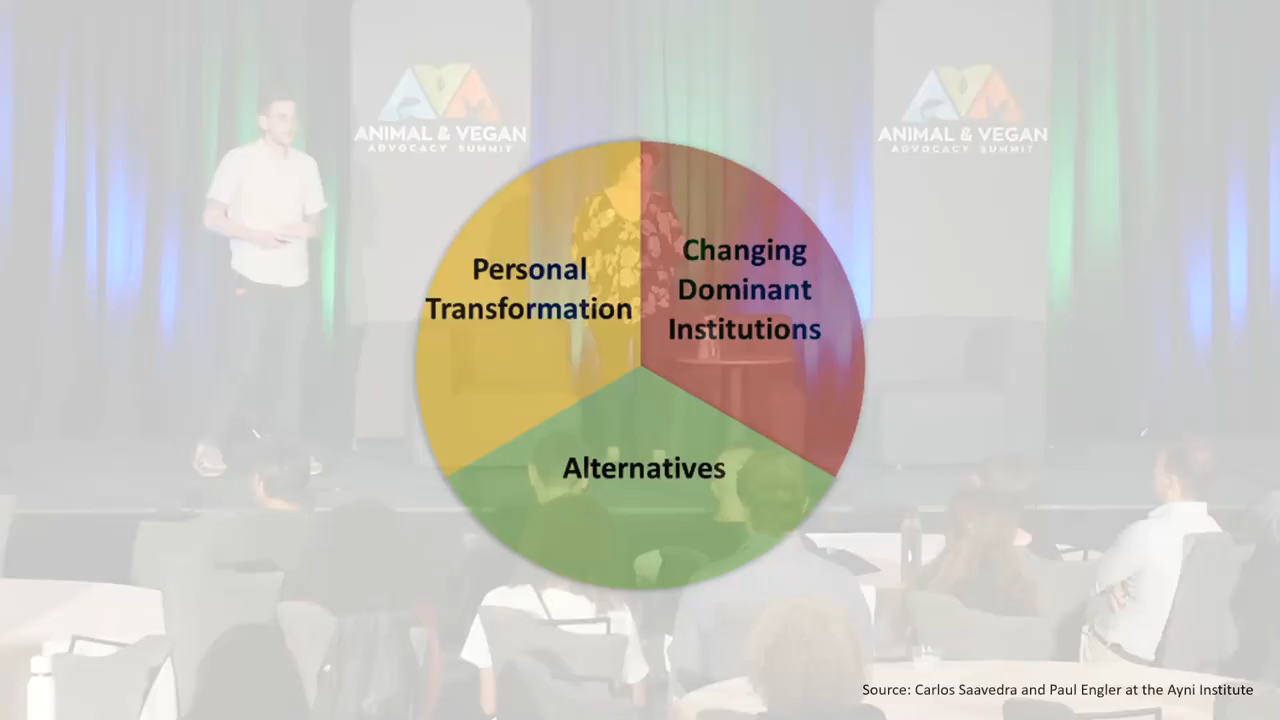 ANIMAL & VEGAN
ADVOCACY SUMMIT
ANIMAL & VEGAN
ADVOCACY SUMMIT
Personal
Transformation
Changing
Dominant
Institutions
Alternatives
Source: Carlos Saavedra and Paul Engler at the Ayni Institute